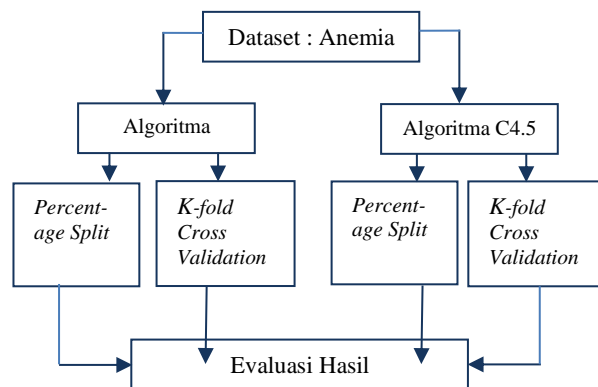 Dataset : Anemia
Algoritma
Algoritma C4.5
Percent-
age Split
K-fold
Cross
Validation
Percent-
age Split
K-fold
Cross
Validation
Evaluasi Hasil